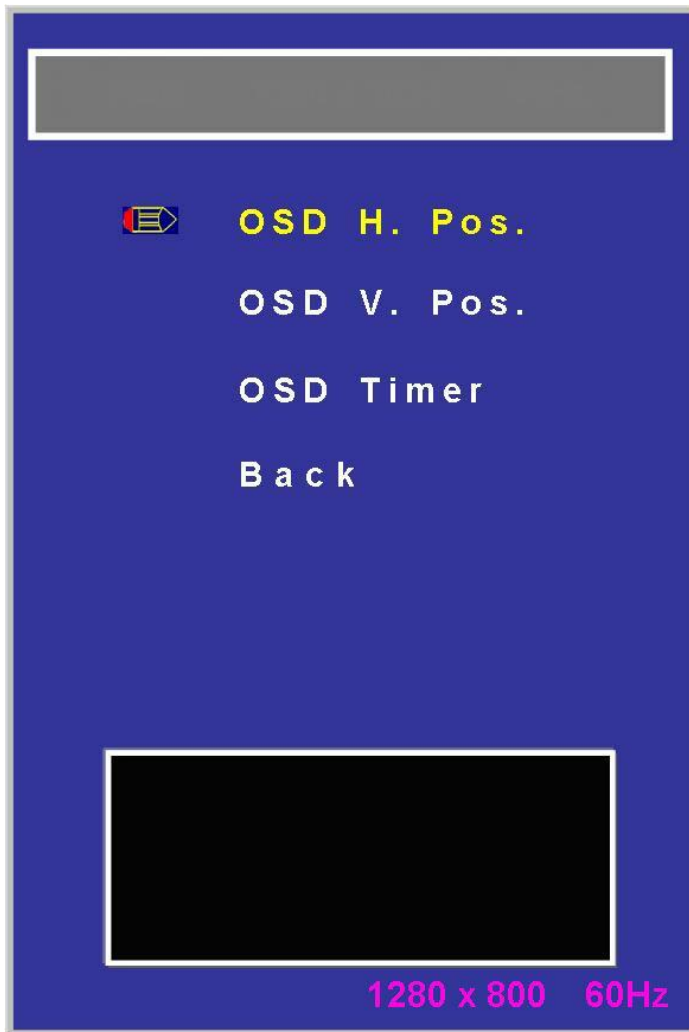 OSD H. Pos.
OSD V. Pos.
OSD Timer
Back
1280 x 800 60Hz